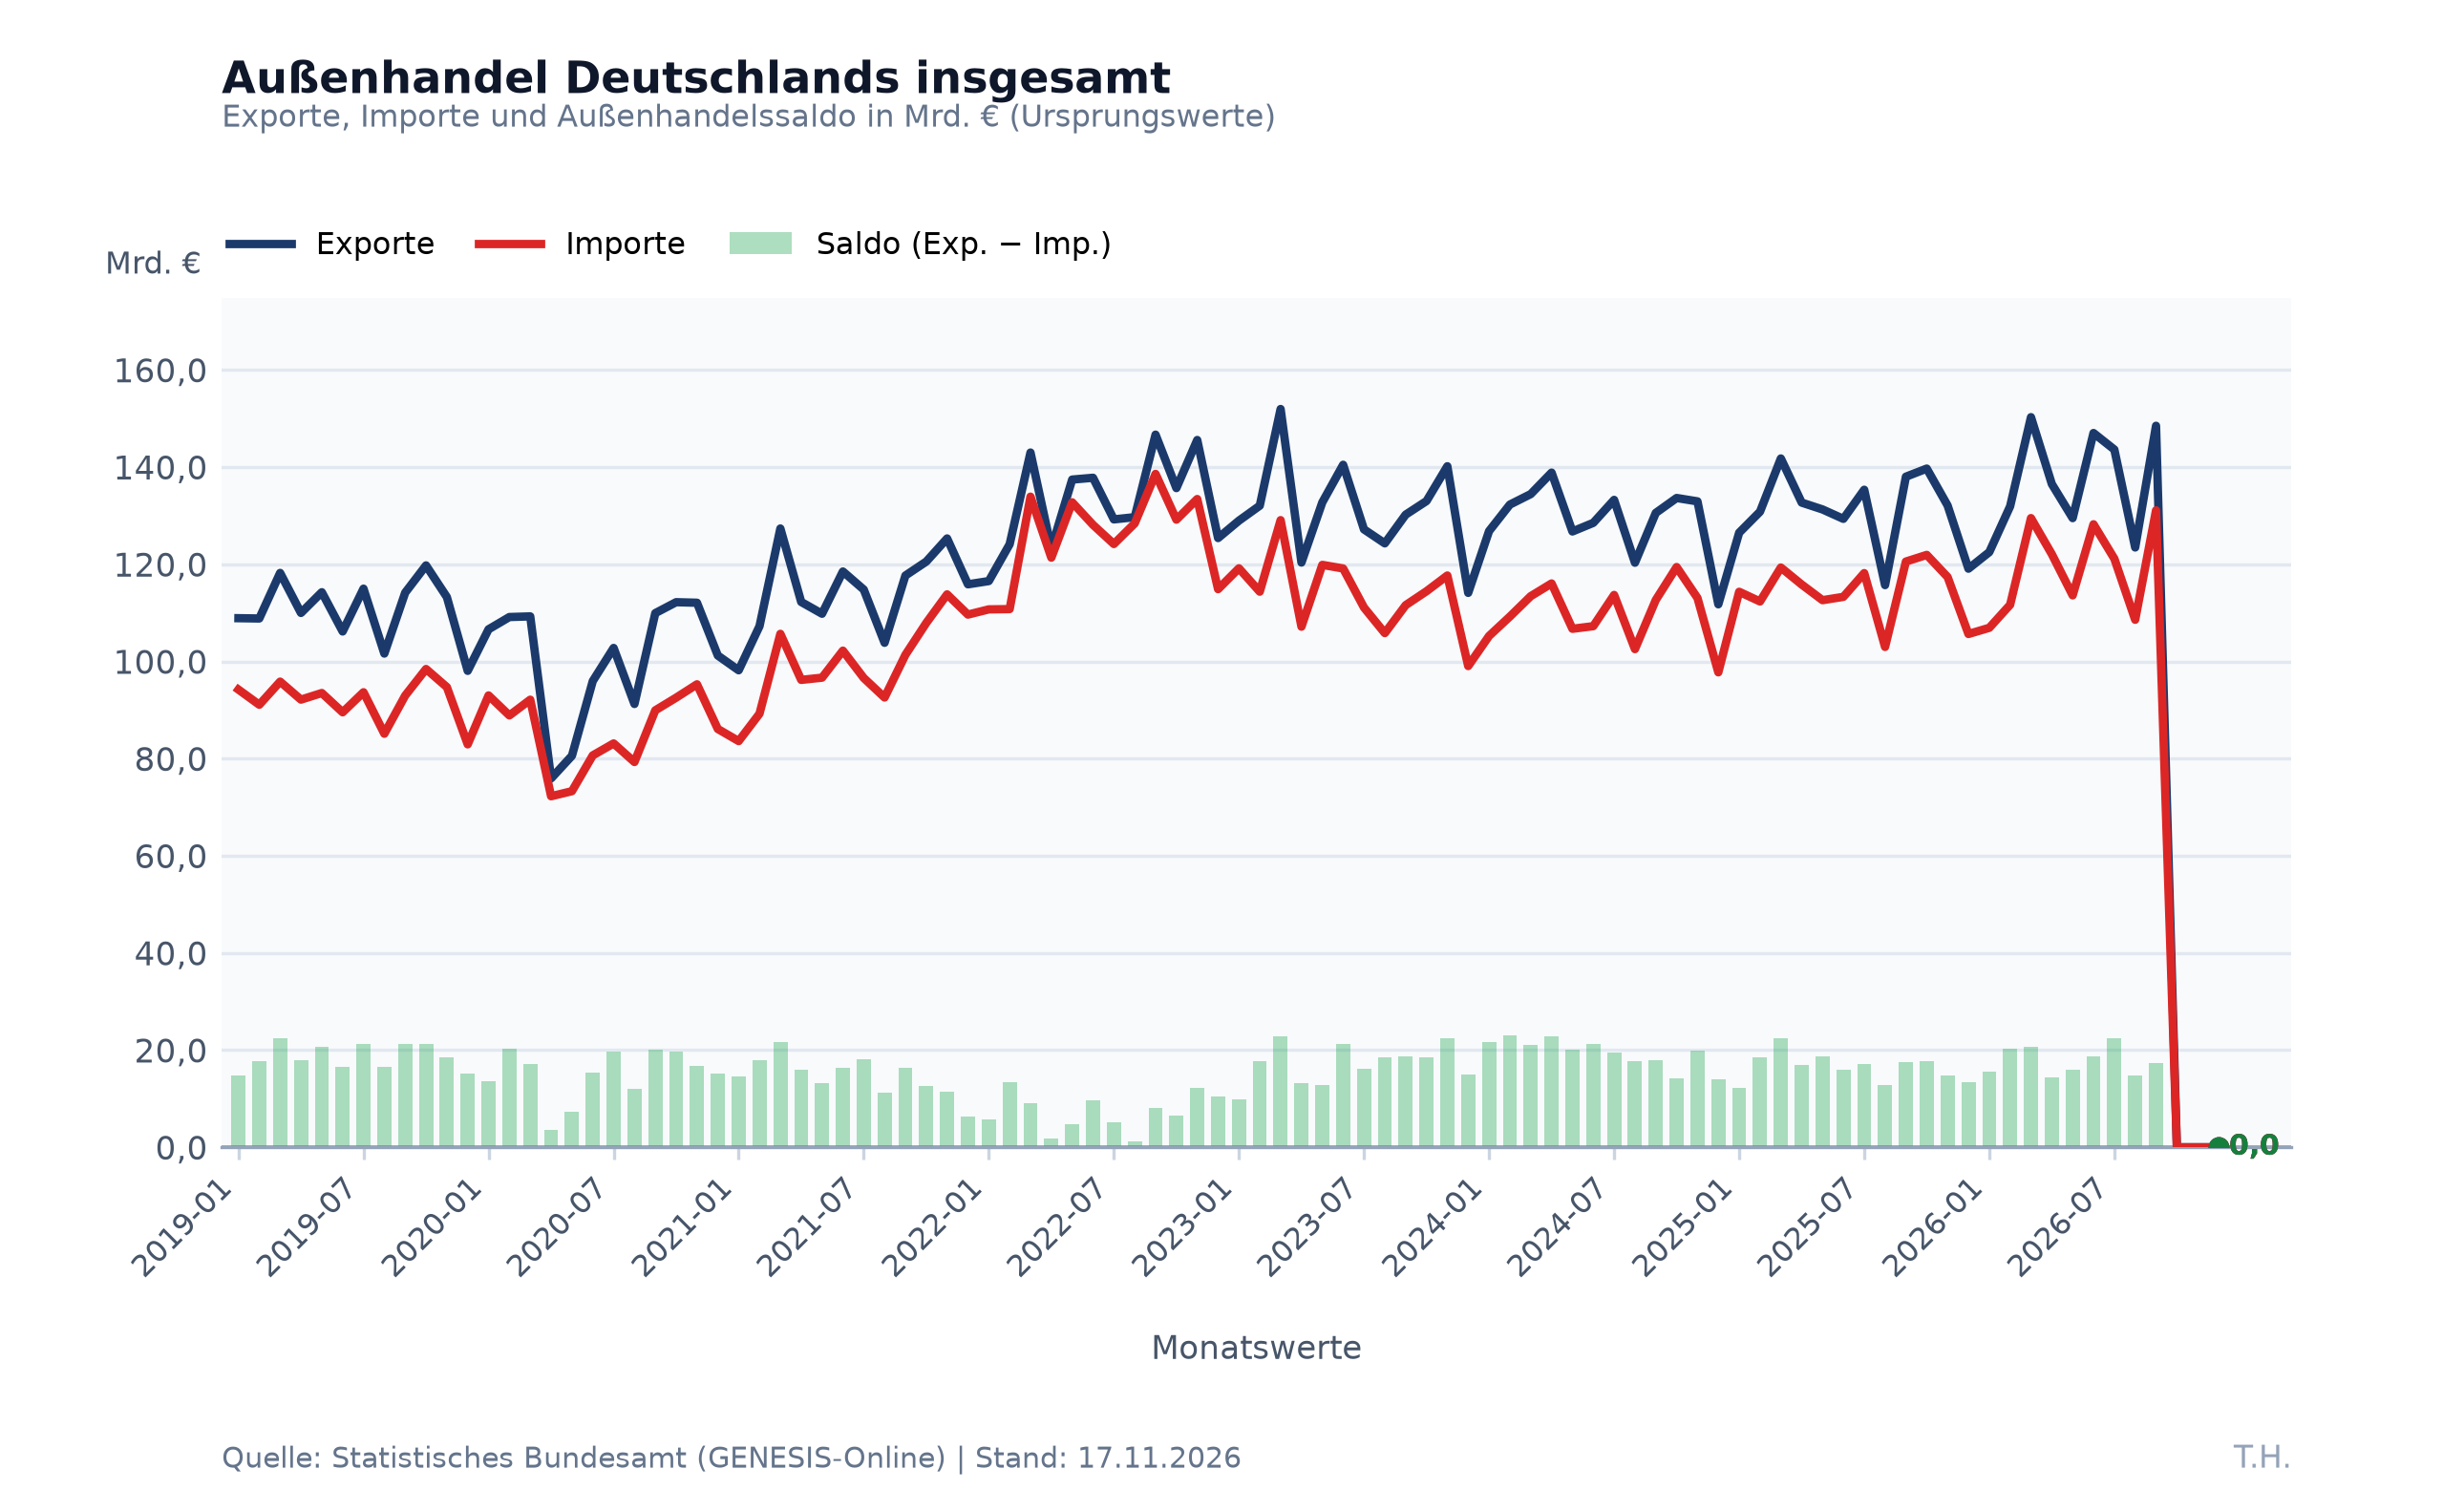 Außenhandel Deutschlands insgesamt
Exporte, Importe und Außenhandelssaldo in Mrd. € (Ursprungswerte)
Mrd. €
Exporte
Importe
Saldo (Exp. − Imp.)
160,0
140,0
120,0
100,0
80,0
60,0
40,0
20,0
0,0
0,0
2019-01
2019-07
2020-01
2020-07
2021-01
2021-07
2022-01
2022-07
2023-01
2023-07
2024-01
2024-07
2025-01
2025-07
2026-01
2026-07
Monatswerte
Quelle: Statistisches Bundesamt (GENESIS-Online) | Stand: 17.11.2026
T.H.